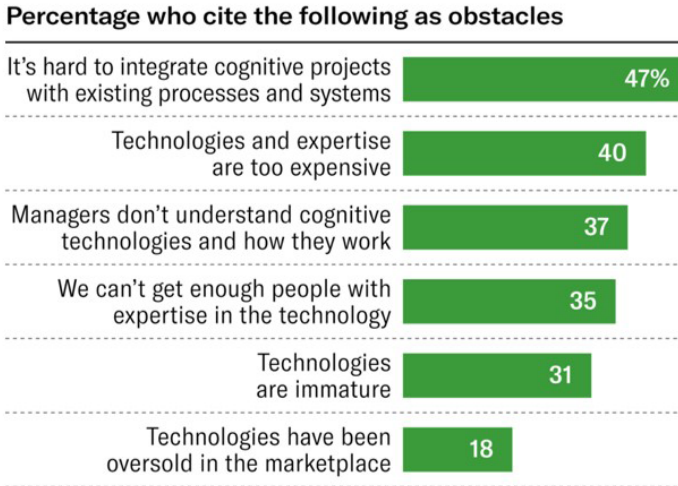 Percentage who cite the following as obstacles
It’s hard to integrate cognitive projects
with existing processes and systems
47%
Technologies and expertise
are too expensive
40
Managers don’t understand cognitive
technologies and how they work
37
We can’t get enough people with
expertise in the technology
35
Technologies
are immature
31
Technologies have been
oversold in the marketplace
18